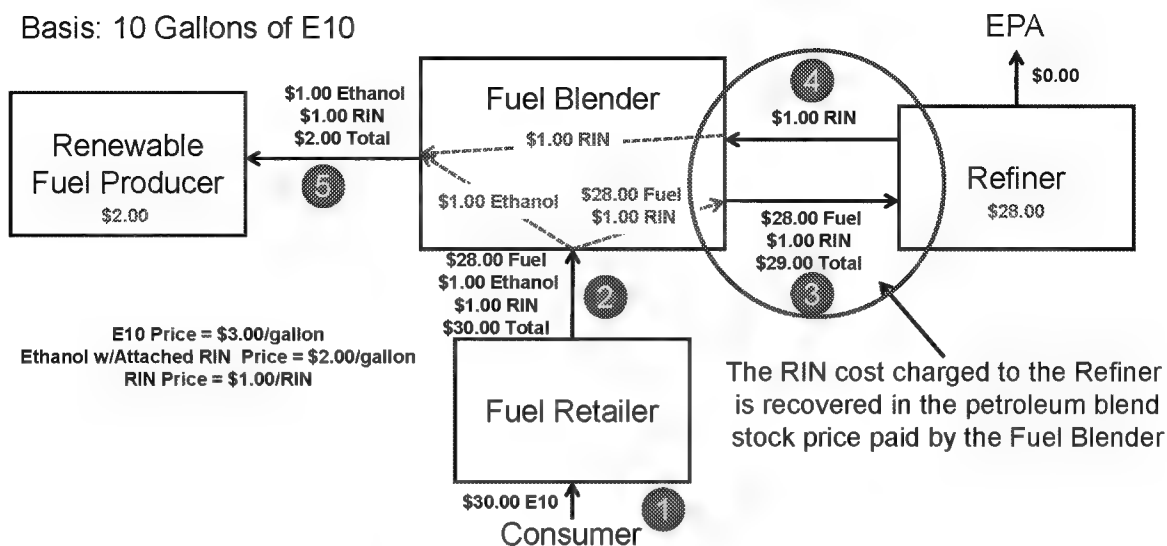 Basis: 10 Gallons of E10
EPA
$0.00
$1.00 Ethanol
$1.00 RIN
$2.00 Total
Renewable
Fuel Producer
$2.00
5
Fuel Blender
$1.00 RIN
$1.00 Ethanol
$28.00 Fuel
$1.00 RIN
4
$1.00 RIN
Refiner
$28.00
$28.00 Fuel
$1.00 RIN
$29.00 Total
3
$28.00 Fuel
$1.00 Ethanol
$1.00 RIN
$30.00 Total
2
E10 Price = $3.00/gallon
Ethanol w/Attached RIN Price = $2.00/gallon
RIN Price = $1.00/RIN
Fuel Retailer
The RIN cost charged to the Refiner
is recovered in the petroleum blend
stock price paid by the Fuel Blender
$30.00 E10
1
Consumer